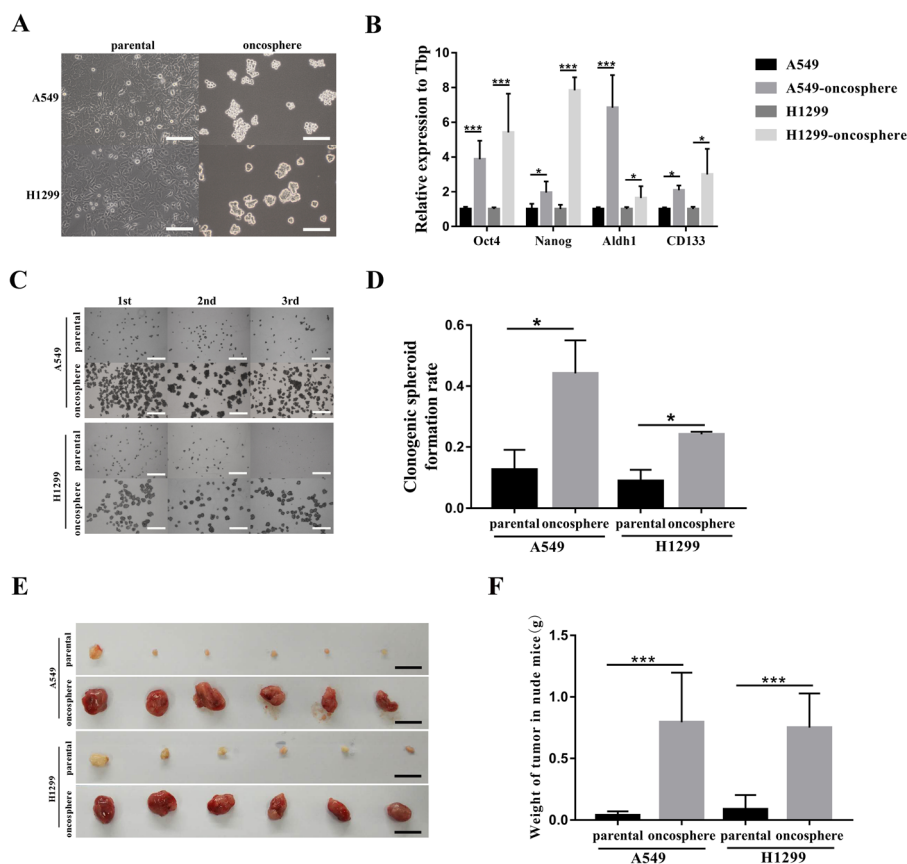 A
parental
oncosphere
A549
H1299
B
Relative expression to Tbp
10
8
6
4
2
0
***
***
*
***
***
*
*
*
Oct4
Nanog
Aldh1
CD133
A549
A549-oncosphere
H1299
H1299-oncosphere
C
1st
2nd
3rd
A549
parental
oncosphere
H1299
parental
oncosphere
D
Clonogenic spheroid
formation rate
0.6
0.4
0.2
0.0
*
*
parental oncosphere
parental oncosphere
A549
H1299
E
A549
parental
oncosphere
H1299
parental
oncosphere
F
Weight of tumor in nude mice (g)
1.5
1.0
0.5
0.0
***
***
parental oncosphere
parental oncosphere
A549
H1299